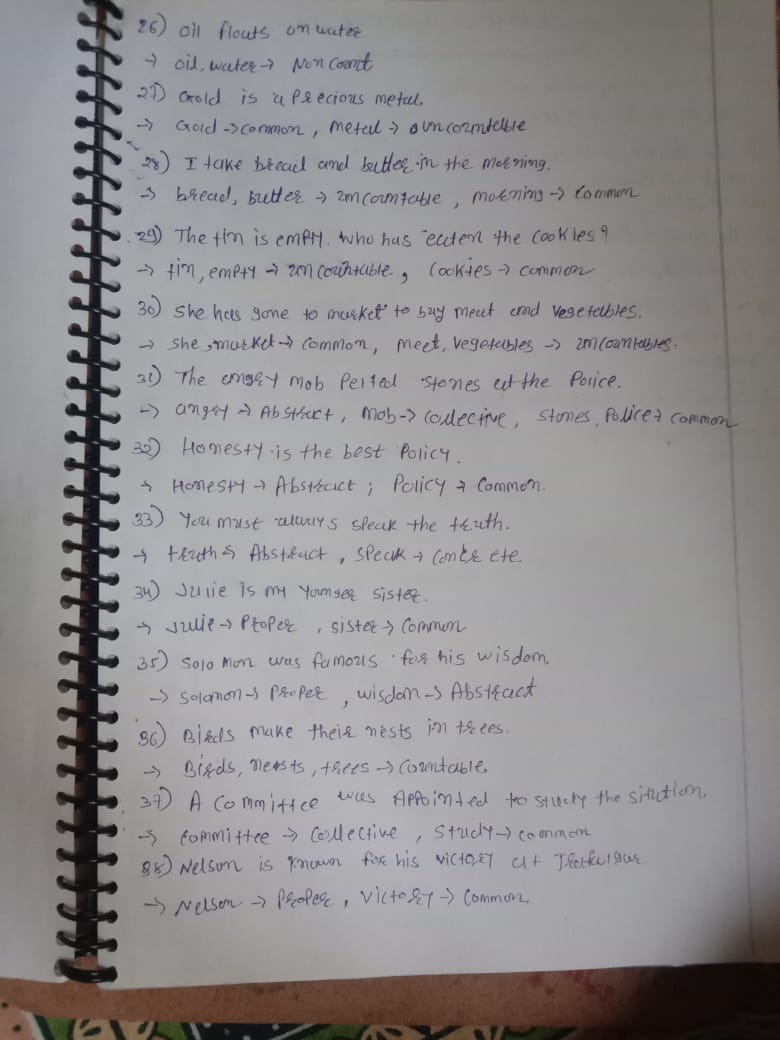 26) Oil floats on water
→ oil, water → Non Count
27) Gold is a Precious metal.
→ Gold → common, metal → uncountable
28) I take bread and butter in the morning.
→ bread, butter → uncountable, morning → Common
29) The tin is empty. Who has eaten the cookies?
→ tin, empty → uncountable, Cookies → common
30) She has gone to market to buy meat and vegetables.
→ she, market → common, meet, vegetables → uncountables.
31) The angry mob Pelted stones at the Police.
→ angry → Abstract, Mob → collective, stones, Police → common
32) Honesty is the best Policy.
→ Honesty → Abstract; Policy → Common.
33) You must always speak the truth.
→ truth → Abstract, speak → Concrete.
34) Julie is my younger sister.
→ Julie → Proper, sister → Common
35) Solomon was famous for his wisdom.
→ Solomon → Proper, wisdom → Abstract
36) Birds make their nests in trees.
→ Birds, nests, trees → Countable
37) A Committee was Appointed to study the sitution
→ Committee → Collective, Study → common
38) Nelson is known for his victory at
→ Nelson → Proper, Victory → Common.